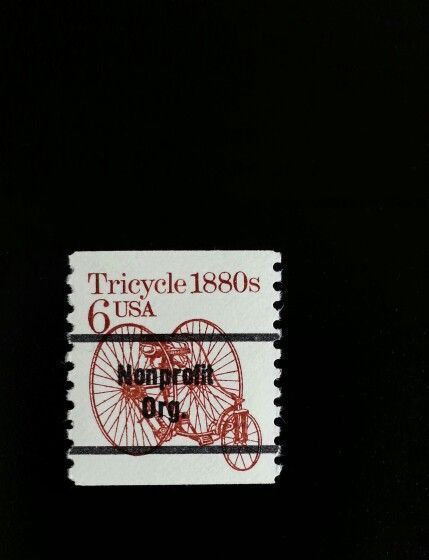 Tricycle 1880s
6 USA
Nonprofit
Org.